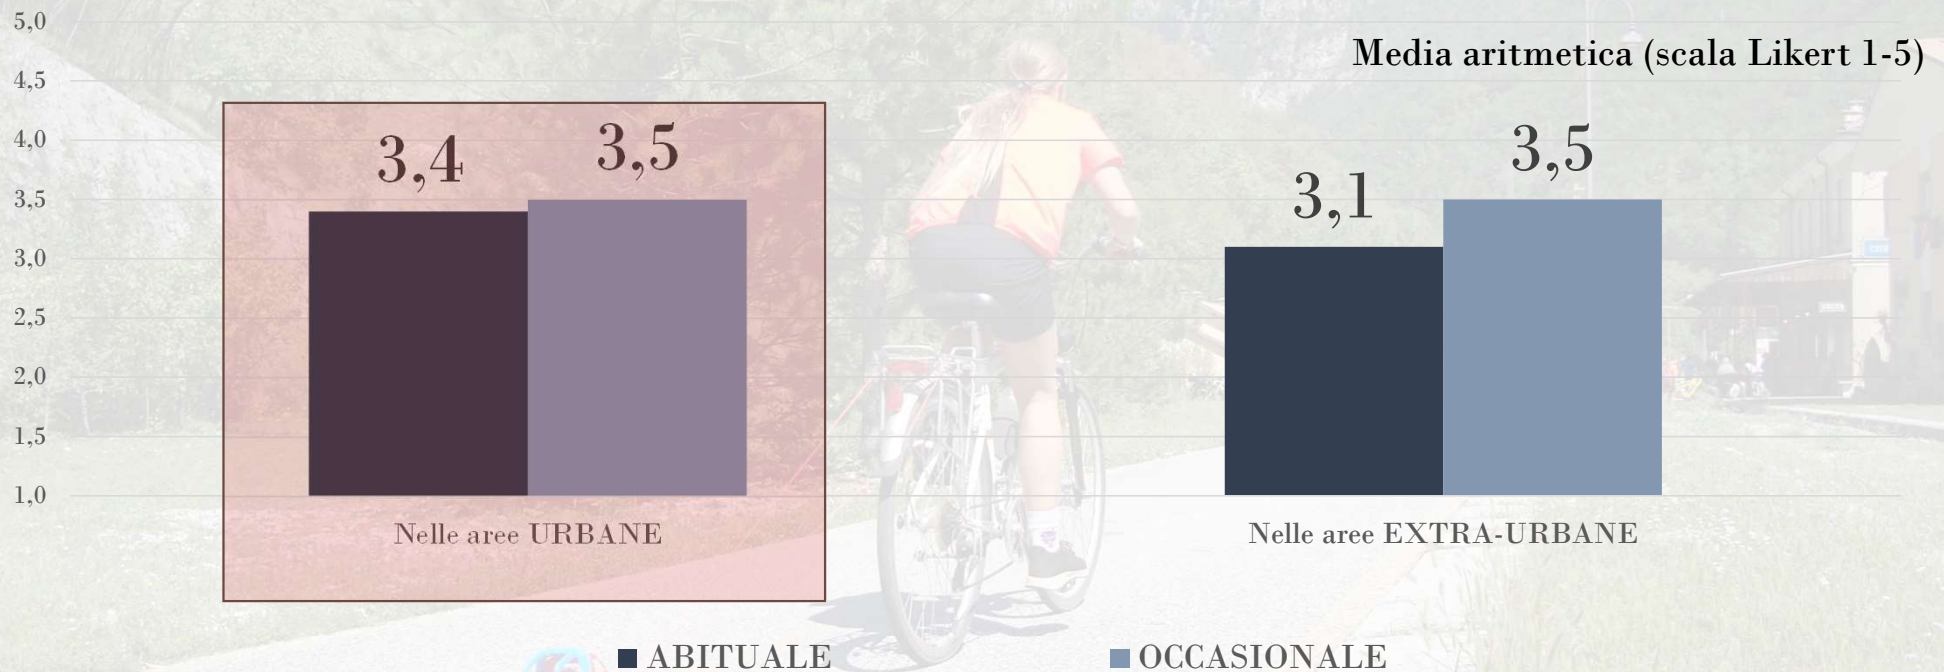 Media aritmetica (scala Likert 1-5)
5,0
4,5
4,0
3,5
3,0
2,5
2,0
1,5
1,0
3,4
3,5
3,1
3,5
Nelle aree URBANE
Nelle aree EXTRA-URBANE
ABITUALE
OCCASIONALE